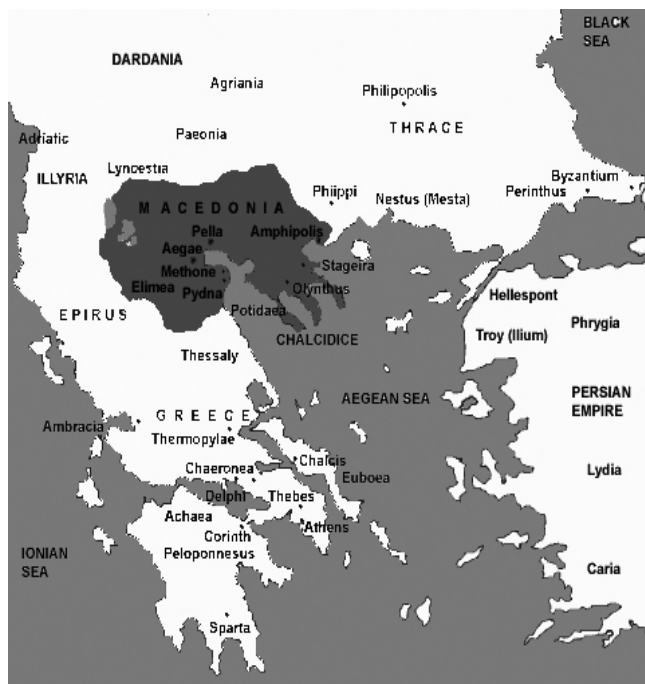 BLACK
SEA
DARDANIA
Agriania
Philipopolis
THRACE
Adriatic
Paeonia
ILLYRIA
Lyncestia
Byzantium
Perinthus
Phiippi
Nestus (Mesta)
MACEDONIA
Pella
Amphipolis
Aegae
Stageira
Methone
Elimea
Olynthus
Pydna
Hellespont
EPIRUS
Potidaea
Phrygia
Troy (Ilium)
CHALCIDICE
Thessaly
PERSIAN
EMPIRE
AEGEAN SEA
GREECE
Ambracia
Thermopylae
Chalcis
Chaeronea
Euboea
Lydia
Delphi
Thebes
Achaea
Athens
Corinth
Peloponnesus
IONIAN
SEA
Caria
Sparta